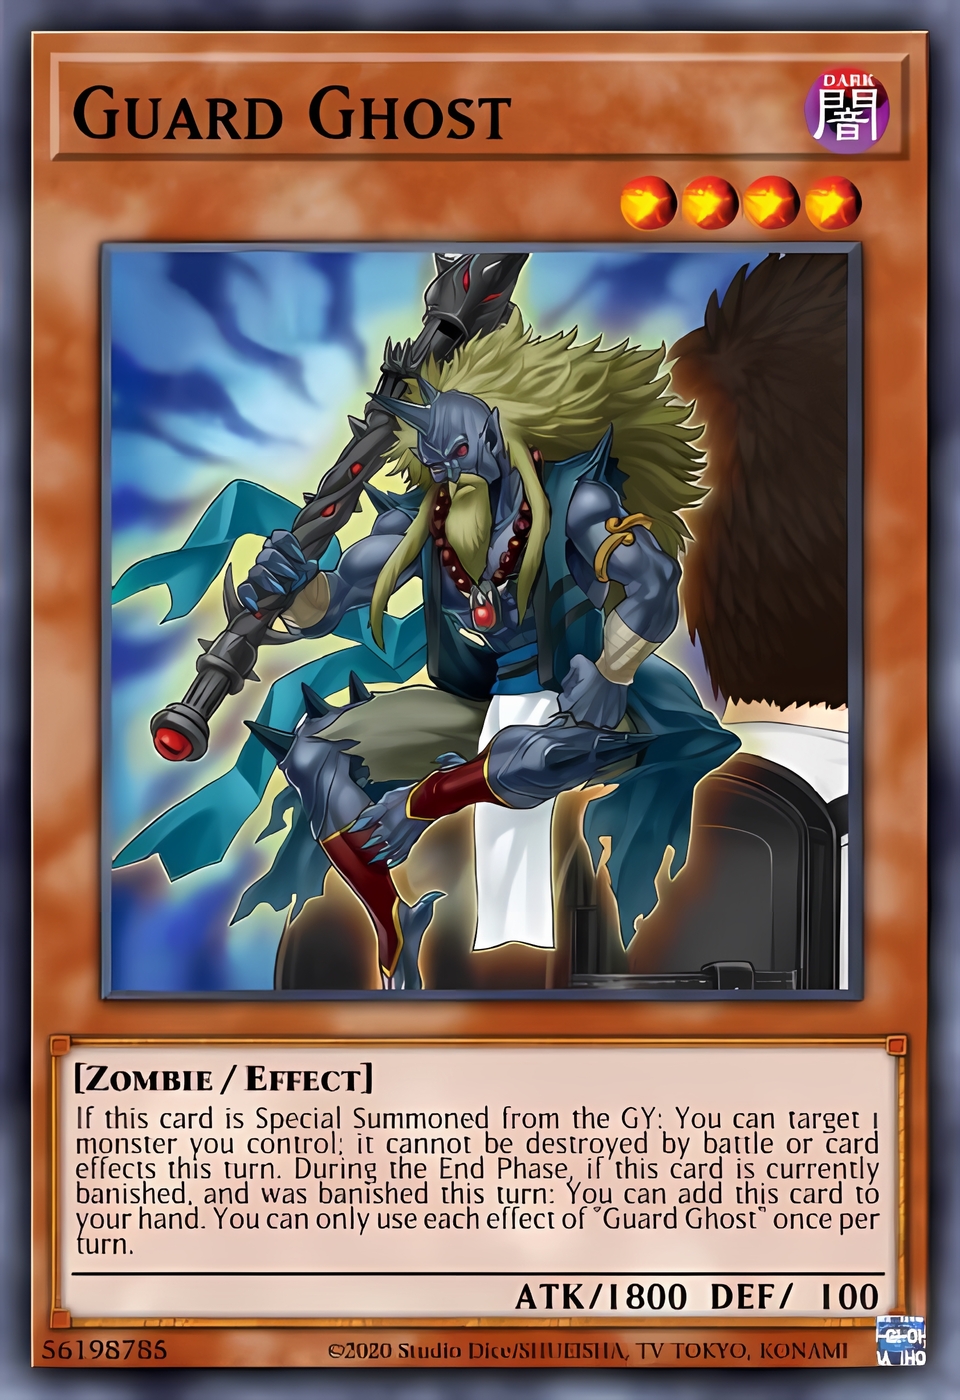 GUARD GHOST
DARK
闇
[ZOMBIE / EFFECT]
If this card is Special Summoned from the GY: You can target 1
monster you control; it cannot be destroyed by battle or card
effects this turn. During the End Phase, if this card is currently
banished, and was banished this turn: You can add this card to
your hand. You can only use each effect of "Guard Ghost" once per
turn.
ATK/1800 DEF/ 100
56198785
©2020 Studio Dice/SHUEISHA, TV TOKYO, KONAMI